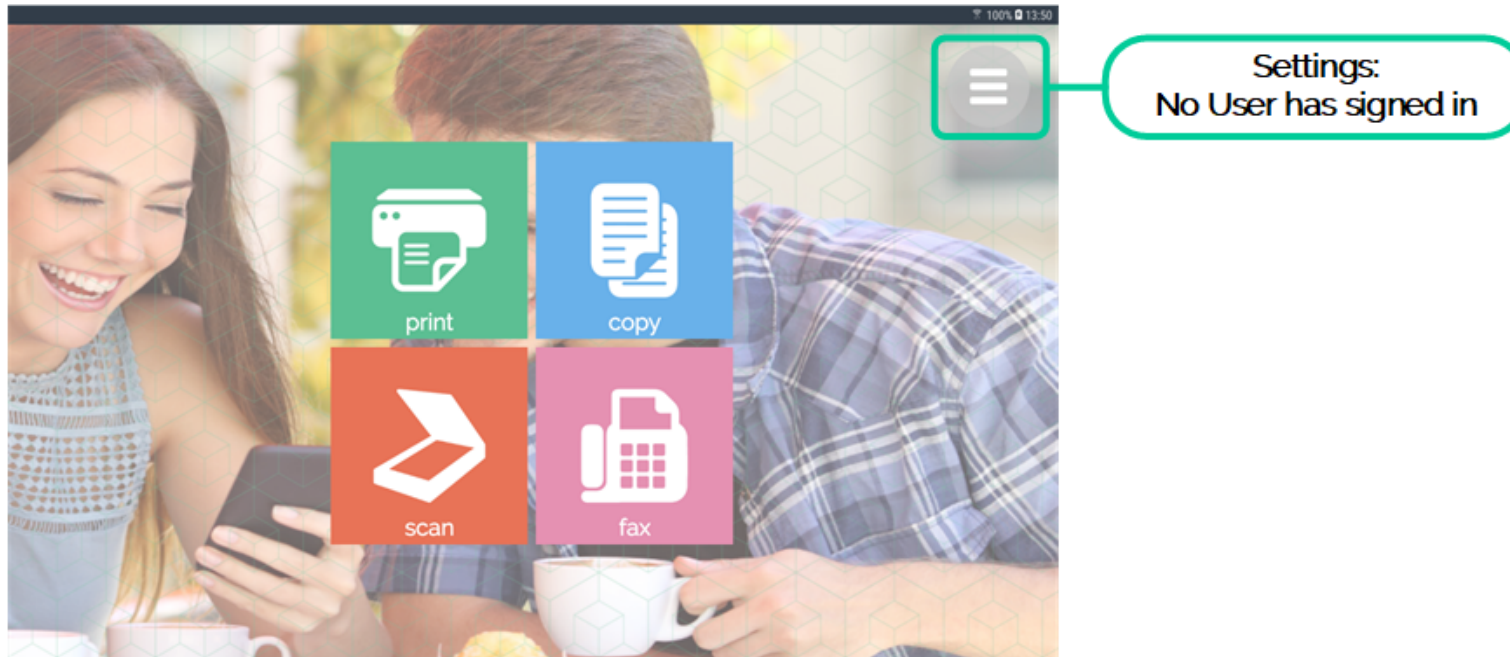 100% 13:50
Settings:
No User has signed in
print
copy
scan
fax